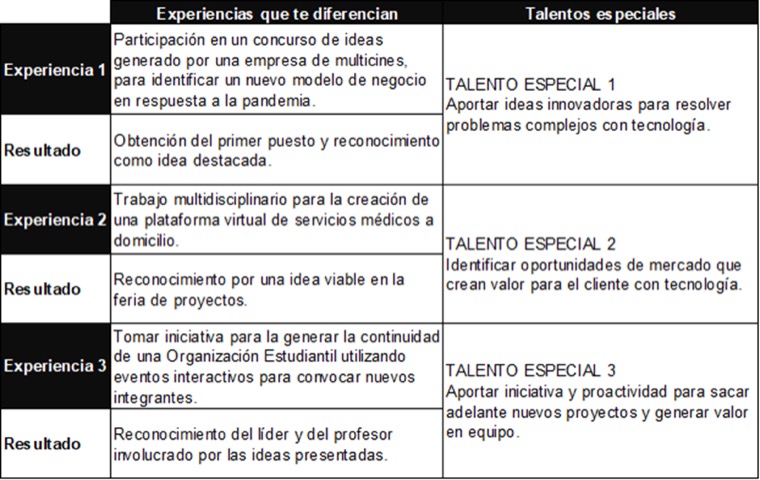 Experiencias que te diferencian
Talentos especiales
Experiencia 1
Participación en un concurso de ideas
generado por una empresa de multicines,
para identificar un nuevo modelo de negocio
en respuesta a la pandemia.
TALENTO ESPECIAL 1
Aportar ideas innovadoras para resolver
problemas complejos con tecnología.
Resultado
Obtención del primer puesto y reconocimiento
como idea destacada.
Experiencia 2
Trabajo multidisciplinario para la creación de
una plataforma virtual de servicios médicos a
domicilio.
TALENTO ESPECIAL 2
Identificar oportunidades de mercado que
crean valor para el cliente con tecnología.
Resultado
Reconocimiento por una idea viable en la
feria de proyectos.
Experiencia 3
Tomar iniciativa para la generar la continuidad
de una Organización Estudiantil utilizando
eventos interactivos para convocar nuevos
integrantes.
TALENTO ESPECIAL 3
Aportar iniciativa y proactividad para sacar
adelante nuevos proyectos y generar valor
en equipo.
Resultado
Reconocimiento del líder y del profesor
involucrado por las ideas presentadas.